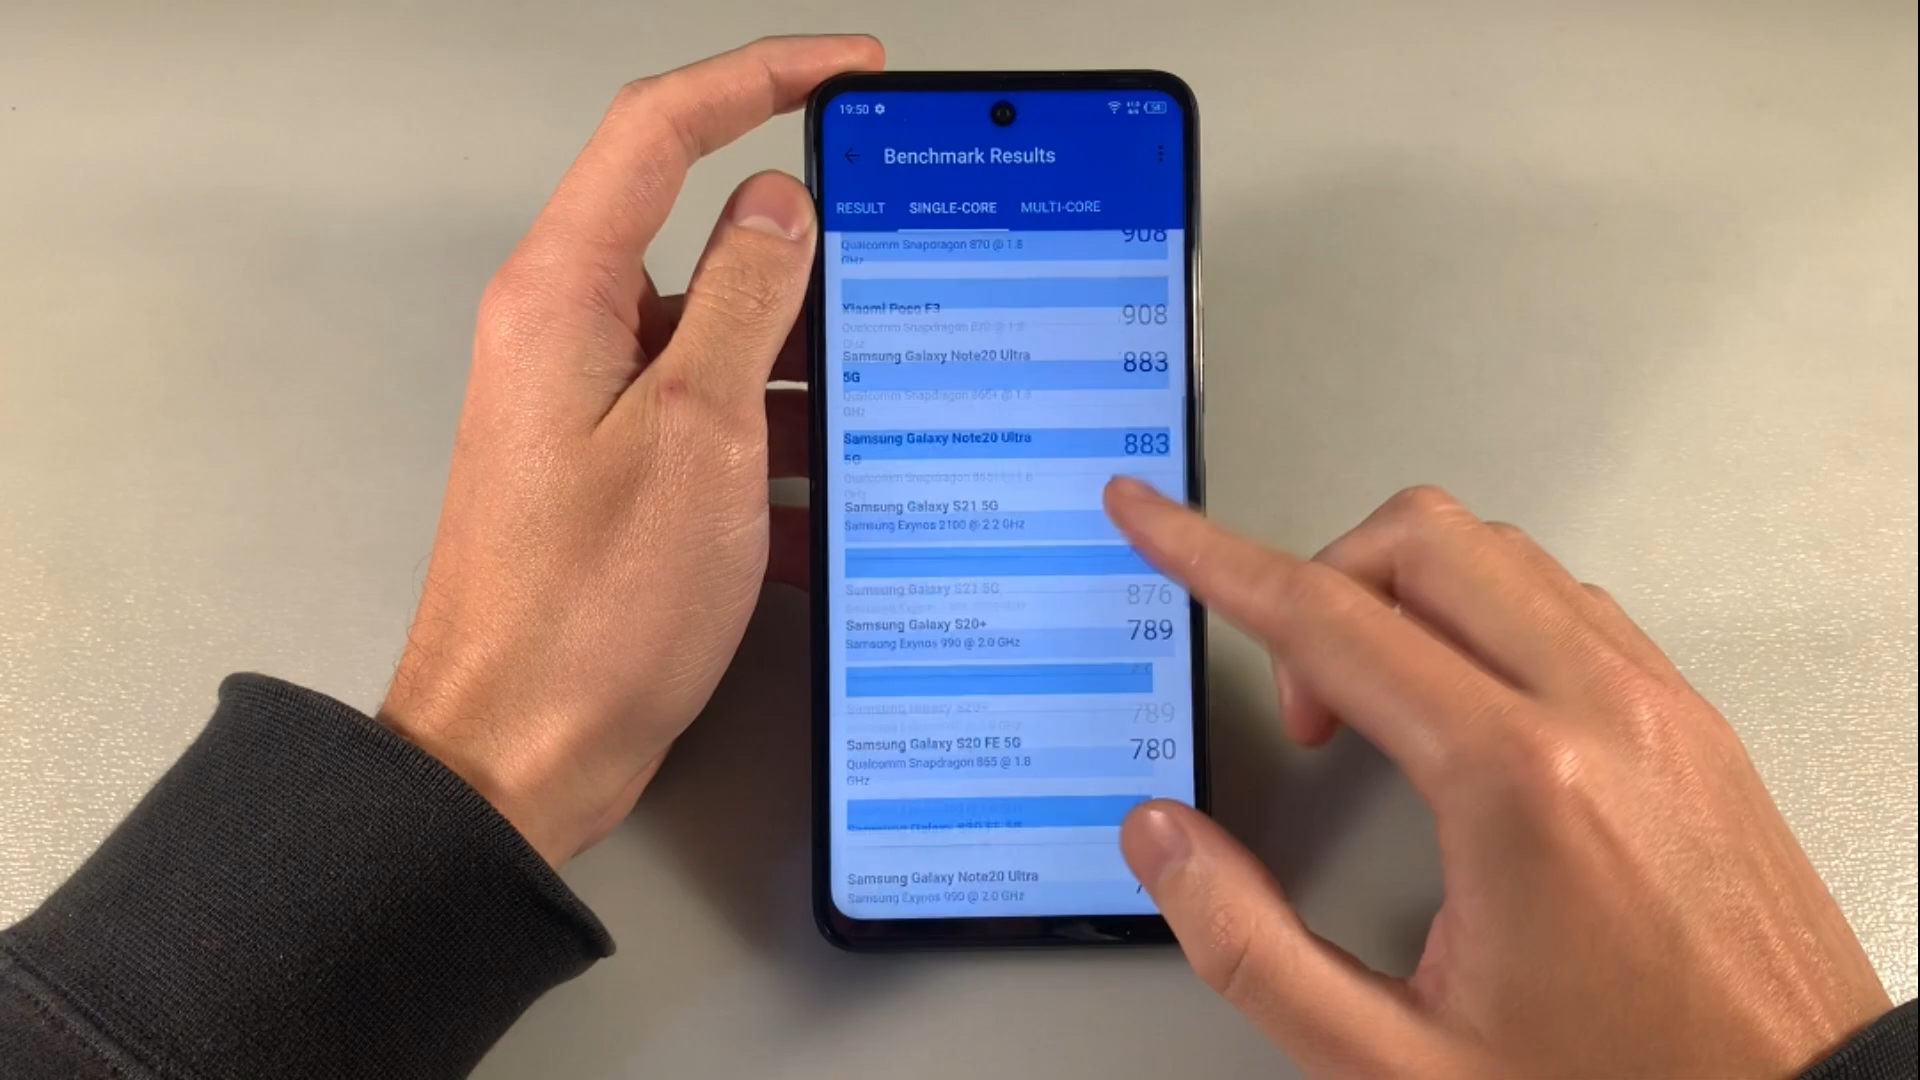 19:50
54
Benchmark Results
RESULT SINGLE-CORE MULTI-CORE
908
Qualcomm Snapdragon 870 @ 1.8
GHz
Xiaomi Poco F3
908
Qualcomm Snapdragon 870 @ 1.8
GHz
Samsung Galaxy Note20 Ultra
5G
883
Qualcomm Snapdragon 865+ @ 1.8
GHz
Samsung Galaxy Note20 Ultra
5G
883
Qualcomm Snapdragon 865+ @ 1.8
GHz
Samsung Galaxy S21 5G
Samsung Exynos 2100 @ 2.2 GHz
Samsung Galaxy S21 5G
876
Samsung Galaxy S20+
789
Samsung Exynos 990 @ 2.0 GHz
Samsung Galaxy S20+
789
Samsung Galaxy S20 FE 5G
780
Qualcomm Snapdragon 865 @ 1.8
GHz
Samsung Galaxy S20 FE 5G
Samsung Galaxy Note20 Ultra
Samsung Exynos 990 @ 2.0 GHz